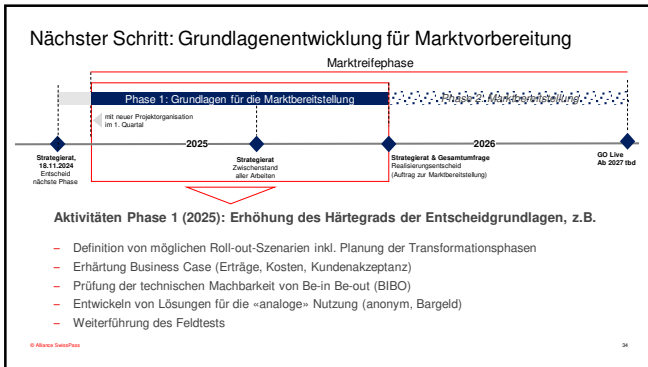 Nächster Schritt: Grundlagenentwicklung für Marktvorbereitung
Marktreifephase
Phase 1: Grundlagen für die Marktbereitstellung
Phase 2: Marktbereitstellung
mit neuer Projektorganisation
im 1. Quartal
2025
2026
Strategierat,
18.11.2024
Entscheid
nächste Phase
Strategierat
Zwischenstand
aller Arbeiten
Strategierat & Gesamtumfrage
Realisierungsentscheid
(Auftrag zur Marktbereitstellung)
GO Live
Ab 2027 tbd
Aktivitäten Phase 1 (2025): Erhöhung des Härtegrads der Entscheidgrundlagen, z.B.
– Definition von möglichen Roll-out-Szenarien inkl. Planung der Transformationsphasen
– Erhärtung Business Case (Erträge, Kosten, Kundenakzeptanz)
– Prüfung der technischen Machbarkeit von Be-in Be-out (BIBO)
– Entwickeln von Lösungen für die «analoge» Nutzung (anonym, Bargeld)
– Weiterführung des Feldtests
© Alliance SwissPass
34